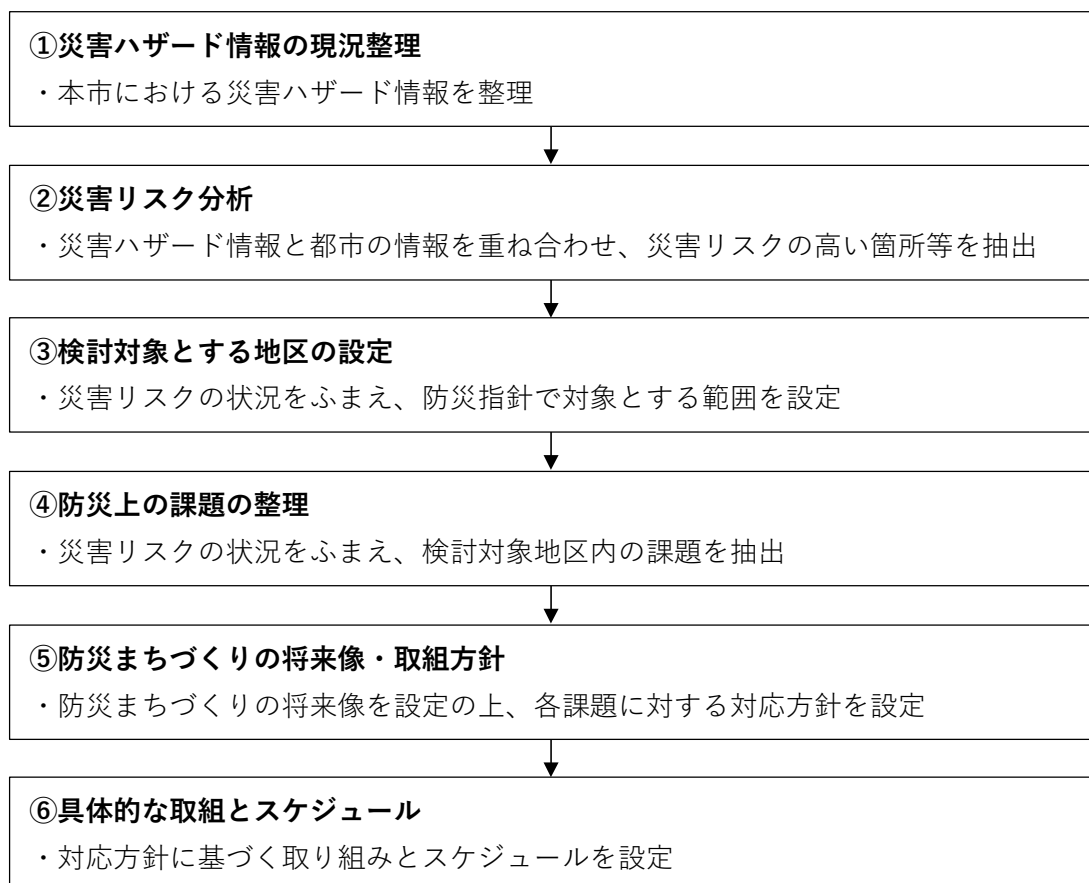 ①災害ハザード情報の現況整理
・本市における災害ハザード情報を整理
②災害リスク分析
・災害ハザード情報と都市の情報を重ね合わせ、災害リスクの高い箇所等を抽出
③検討対象とする地区の設定
・災害リスクの状況をふまえ、防災指針で対象とする範囲を設定
④防災上の課題の整理
・災害リスクの状況をふまえ、検討対象地区内の課題を抽出
⑤防災まちづくりの将来像・取組方針
・防災まちづくりの将来像を設定の上、各課題に対する対応方針を設定
⑥具体的な取組とスケジュール
・対応方針に基づく取り組みとスケジュールを設定